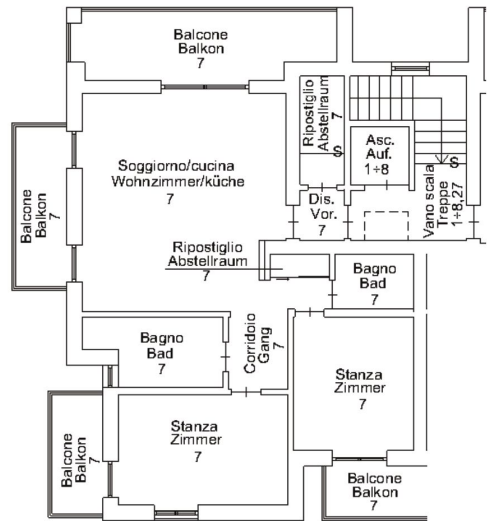 Balcone
Balkon
7
Ripostiglio
Abstellraum
7
S
Asc.
Auf.
1÷8
Vano scala
Treppe
1÷8,27
S
Soggiorno/cucina
Wohnzimmer/küche
7
Balcone
Balkon
7
Dis.
Vor.
7
Ripostiglio
Abstellraum
7
Bagno
Bad
7
Bagno
Bad
7
Corridoio
Gang
7
Stanza
Zimmer
7
Stanza
Zimmer
7
Balcone
Balkon
7
Balcone
Balkon
7